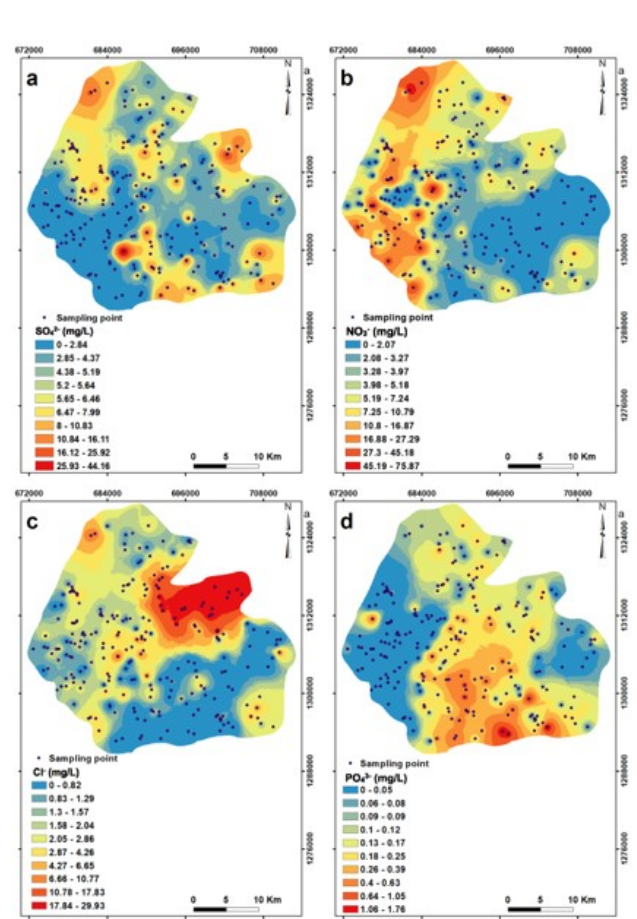 672000 684000 696000 708000
672000 684000 696000 708000
a
N
a
b
N
a
1324000
1324000
1312000
1312000
1300000
1300000
1288000
1288000
1276000
1276000
Sampling point
SO₄²⁻ (mg/L)
0 - 2.84
2.85 - 4.37
4.38 - 5.19
5.2 - 5.64
5.65 - 6.46
6.47 - 7.99
8 - 10.83
10.84 - 16.11
16.12 - 25.92
25.93 - 44.16
0 5 10 Km
Sampling point
NO₃⁻ (mg/L)
0 - 2.07
2.08 - 3.27
3.28 - 3.97
3.98 - 5.18
5.19 - 7.24
7.25 - 10.79
10.8 - 16.87
16.88 - 27.29
27.3 - 45.18
45.19 - 75.87
0 5 10 Km
672000 684000 696000 708000
672000 684000 696000 708000
c
N
a
d
N
a
1324000
1324000
1312000
1312000
1300000
1300000
1288000
1288000
1276000
1276000
Sampling point
Cl⁻ (mg/L)
0 - 0.82
0.83 - 1.29
1.3 - 1.57
1.58 - 2.04
2.05 - 2.86
2.87 - 4.26
4.27 - 6.65
6.66 - 10.77
10.78 - 17.83
17.84 - 29.93
0 5 10 Km
Sampling point
PO₄³⁻ (mg/L)
0 - 0.05
0.06 - 0.08
0.09 - 0.09
0.1 - 0.12
0.13 - 0.17
0.18 - 0.25
0.26 - 0.39
0.4 - 0.63
0.64 - 1.05
1.06 - 1.76
0 5 10 Km